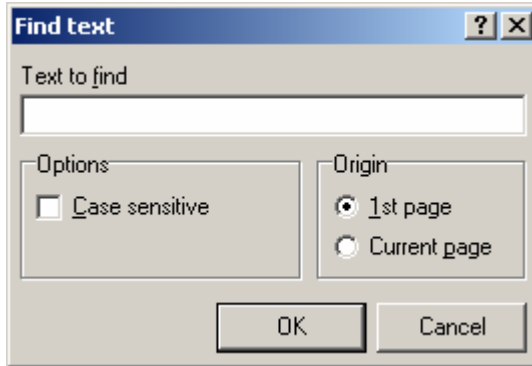 Find text
Text to find
Options
Case sensitive
Origin
1st page
Current page
OK
Cancel